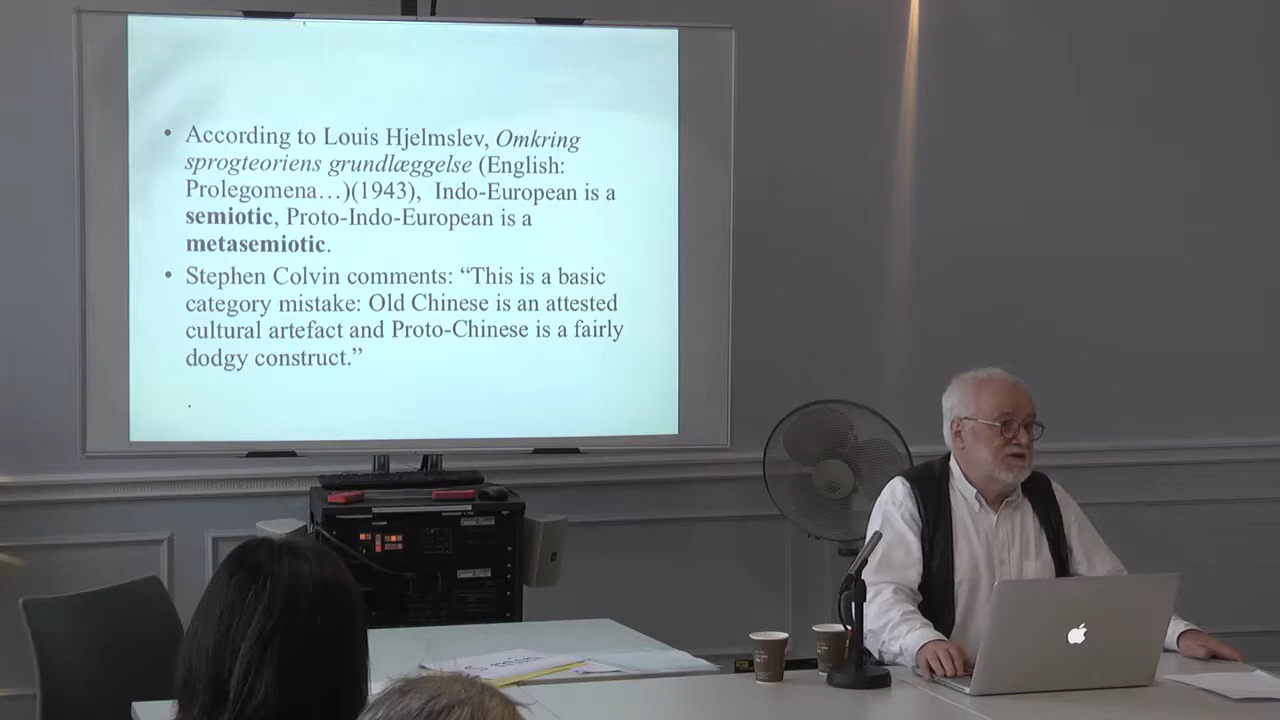 • According to Louis Hjelmslev, Omkring
sprogteoriens grundlæggelse (English:
Prolegomena…)(1943), Indo-European is a
semiotic, Proto-Indo-European is a
metasemiotic.
• Stephen Colvin comments: “This is a basic
category mistake: Old Chinese is an attested
cultural artefact and Proto-Chinese is a fairly
dodgy construct.”